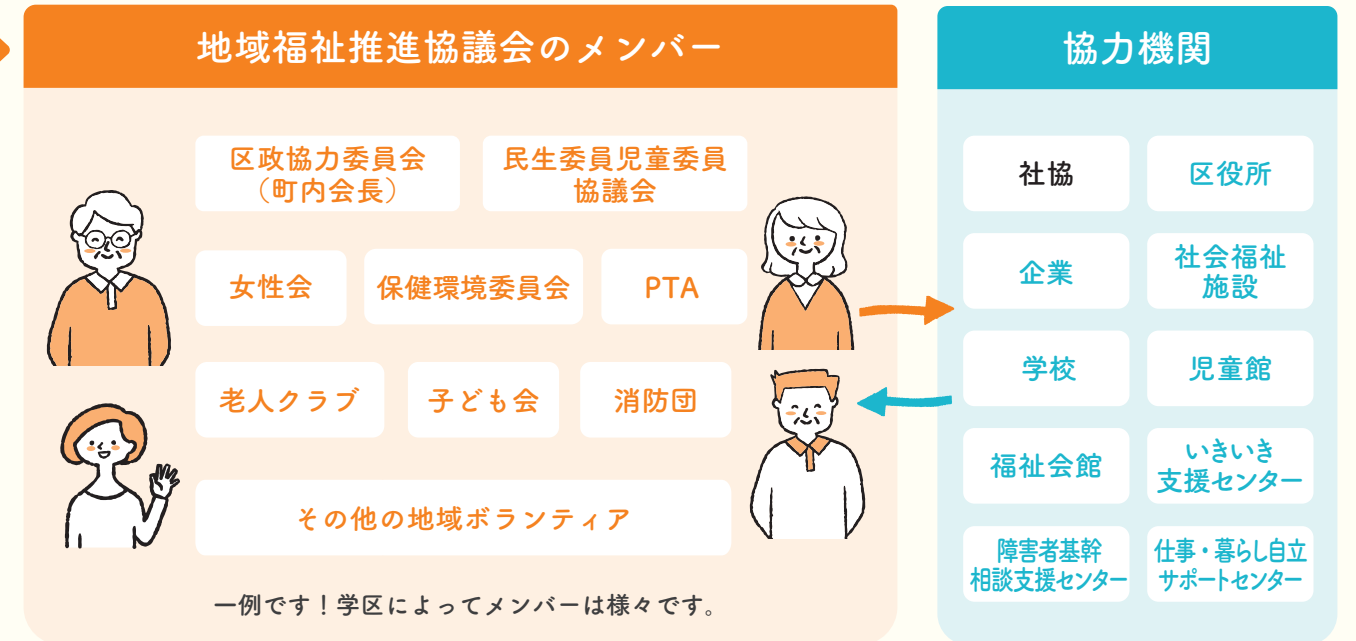 地域福祉推進協議会のメンバー
区政協力委員会
(町内会長)
民生委員児童委員
協議会
女性会
保健環境委員会
PTA
老人クラブ
子ども会
消防団
その他の地域ボランティア
一例です！学区によってメンバーは様々です。
協力機関
社協
区役所
企業
社会福祉
施設
学校
児童館
福祉会館
いきいき
支援センター
障害者基幹
相談支援センター
仕事・暮らし自立
サポートセンター